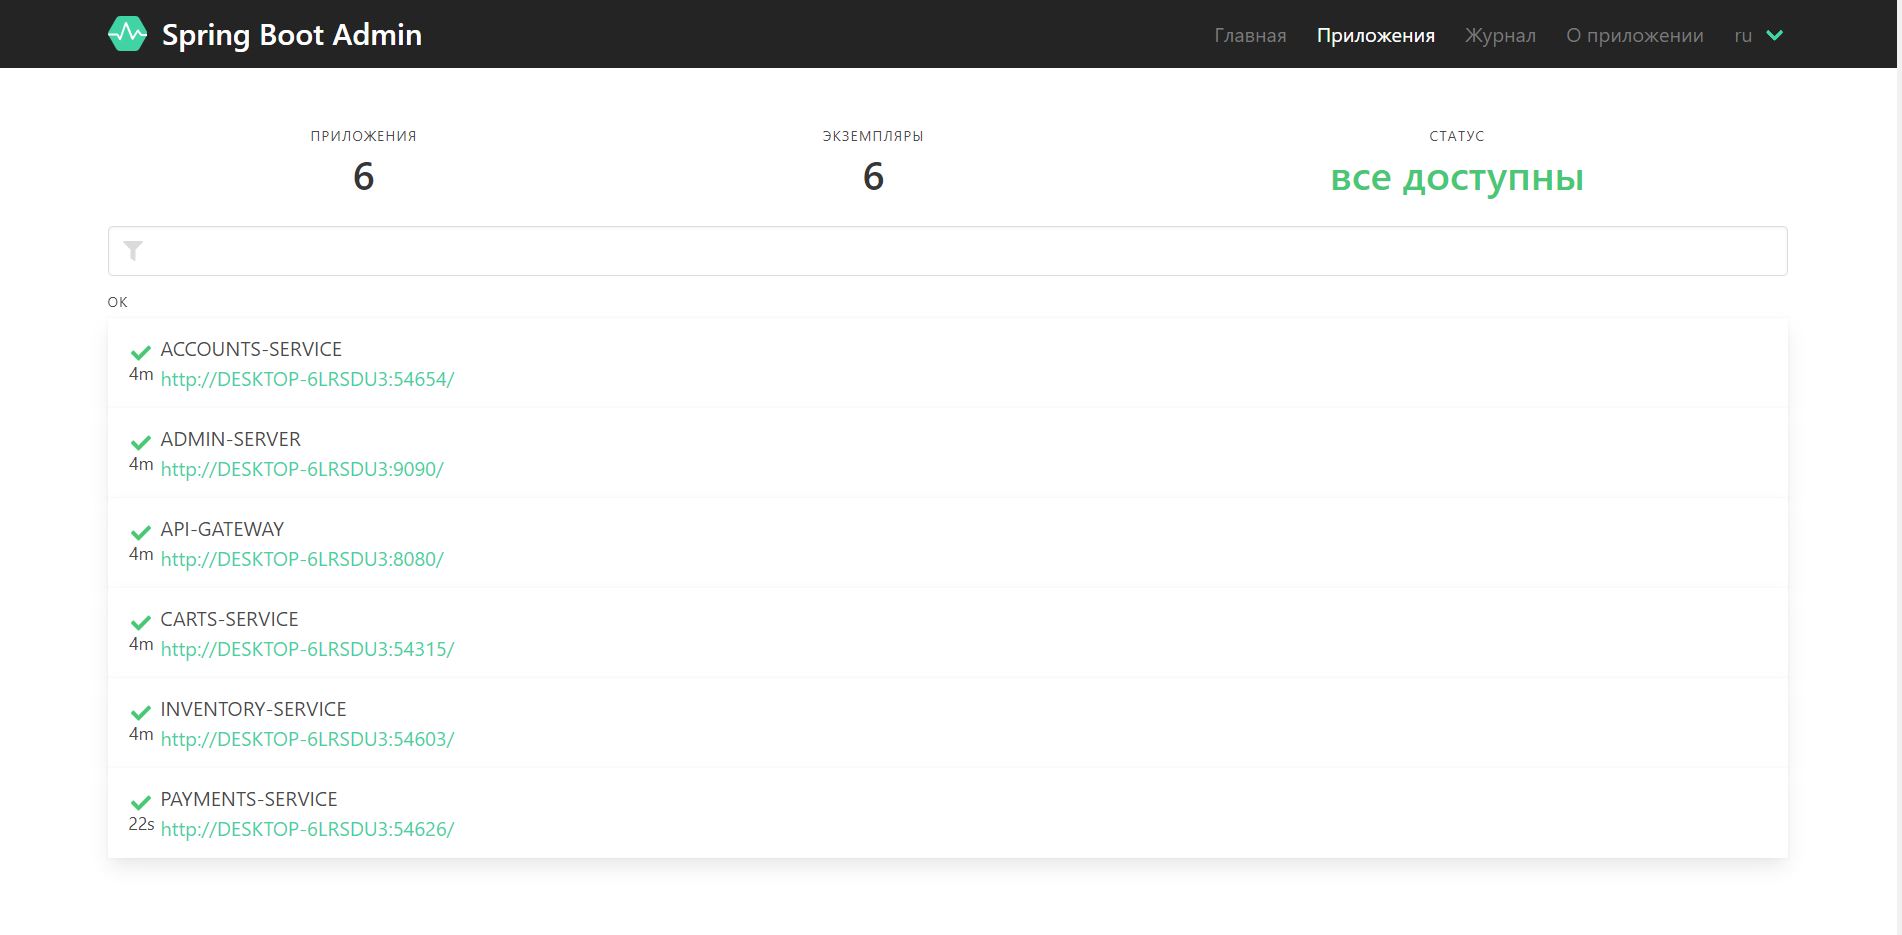 Spring Boot Admin
Главная Приложения Журнал О приложении ru
ПРИЛОЖЕНИЯ ЭКЗЕМПЛЯРЫ СТАТУС
6 6 все доступны
ОК
ACCOUNTS-SERVICE
4m http://DESKTOP-6LRSDU3:54654/
ADMIN-SERVER
4m http://DESKTOP-6LRSDU3:9090/
API-GATEWAY
4m http://DESKTOP-6LRSDU3:8080/
CARTS-SERVICE
4m http://DESKTOP-6LRSDU3:54315/
INVENTORY-SERVICE
4m http://DESKTOP-6LRSDU3:54603/
PAYMENTS-SERVICE
22s http://DESKTOP-6LRSDU3:54626/